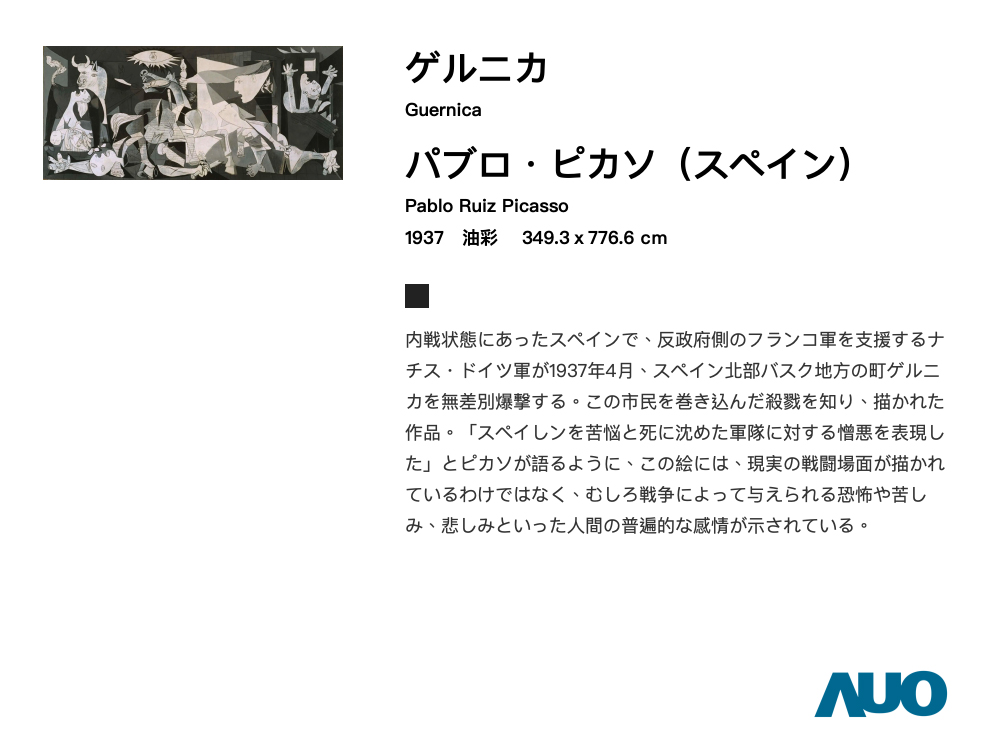 ゲルニカ
Guernica
パブロ・ピカソ（スペイン）
Pablo Ruiz Picasso
1937　油彩　349.3 x 776.6 cm
内戦状態にあったスペインで、反政府側のフランコ軍を支援するナ
チス・ドイツ軍が1937年4月、スペイン北部バスク地方の町ゲルニ
カを無差別爆撃する。この市民を巻き込んだ殺戮を知り、描かれた
作品。「スペイしンを苦悩と死に沈めた軍隊に対する憎悪を表現し
た」とピカソが語るように、この絵には、現実の戦闘場面が描かれ
ているわけではなく、むしろ戦争によって与えられる恐怖や苦し
み、悲しみといった人間の普遍的な感情が示されている。
AUO